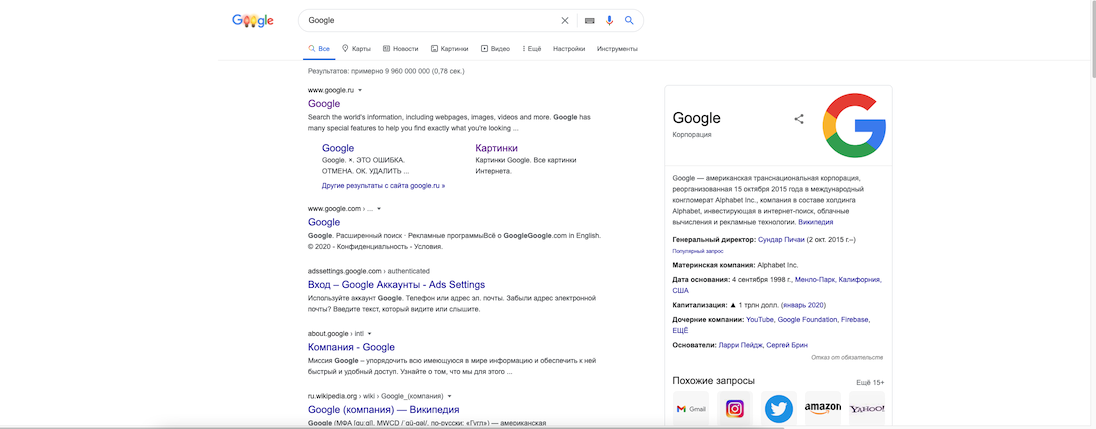 Google
Google
Все
Карты
Новости
Картинки
Видео
Ещё
Настройки
Инструменты
Результатов: примерно 9 960 000 000 (0,78 сек.)
www.google.ru
Google
Search the world's information, including webpages, images, videos and more. Google has
many special features to help you find exactly what you're looking ...
Google
Google. ×. ЭТО ОШИБКА.
ОТМЕНА. ОК. УДАЛИТЬ ...
Картинки
Картинки Google. Все картинки
Интернета.
Другие результаты с сайта google.ru »
www.google.com › ...
Google
Google. Расширенный поиск · Рекламные программыВсё о GoogleGoogle.com in English.
© 2020 - Конфиденциальность - Условия.
adssettings.google.com › authenticated
Вход – Google Аккаунты - Ads Settings
Используйте аккаунт Google. Телефон или адрес эл. почты. Забыли адрес электронной
почты? Введите текст, который видите или слышите.
about.google › intl
Компания - Google
Миссия Google – упорядочить всю имеющуюся в мире информацию и обеспечить к ней
быстрый и удобный доступ. Узнайте о том, что мы для этого ...
ru.wikipedia.org › wiki › Google_(компания)
Google (компания) — Википедия
Google
Корпорация
Google — американская транснациональная корпорация,
реорганизованная 15 октября 2015 года в международный
конгломерат Alphabet Inc., компания в составе холдинга
Alphabet, инвестирующая в интернет-поиск, облачные
вычисления и рекламные технологии. Википедия
Генеральный директор: Сундар Пичаи (2 окт. 2015 г.–)
Популярный запрос
Материнская компания: Alphabet Inc.
Дата основания: 4 сентября 1998 г., Менло-Парк, Калифорния,
США
Капитализация: ▲ 1 трлн долл. (январь 2020)
Дочерние компании: YouTube, Google Foundation, Firebase,
ЕЩЁ
Основатели: Ларри Пейдж, Сергей Брин
Отказ от обязательств
Похожие запросы
Ещё 15+
Gmail
amazon
YAHOO!